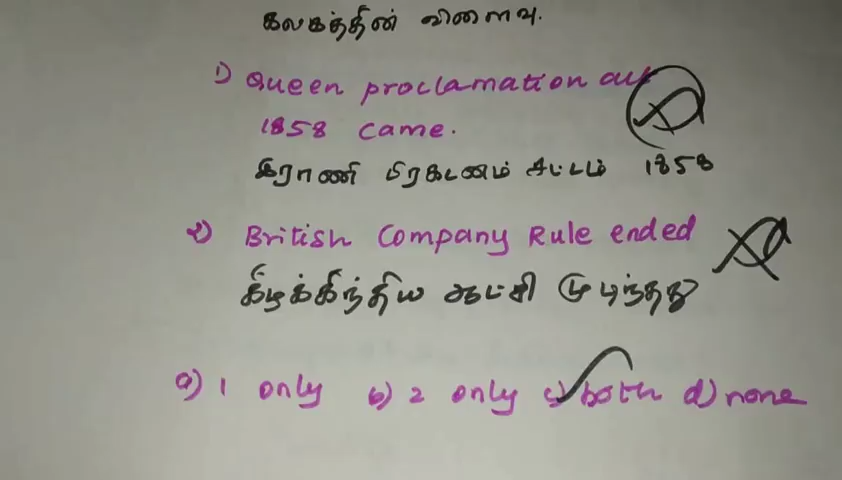 கலகத்தின் விளைவு.
1) Queen proclamation
1858 came.
இராணி பிரகடனம் சட்டம் 1858
2) British Company Rule ended
கிழக்கிந்திய ஆட்சி முடிந்தது
a) 1 only b) 2 only c) both d) none